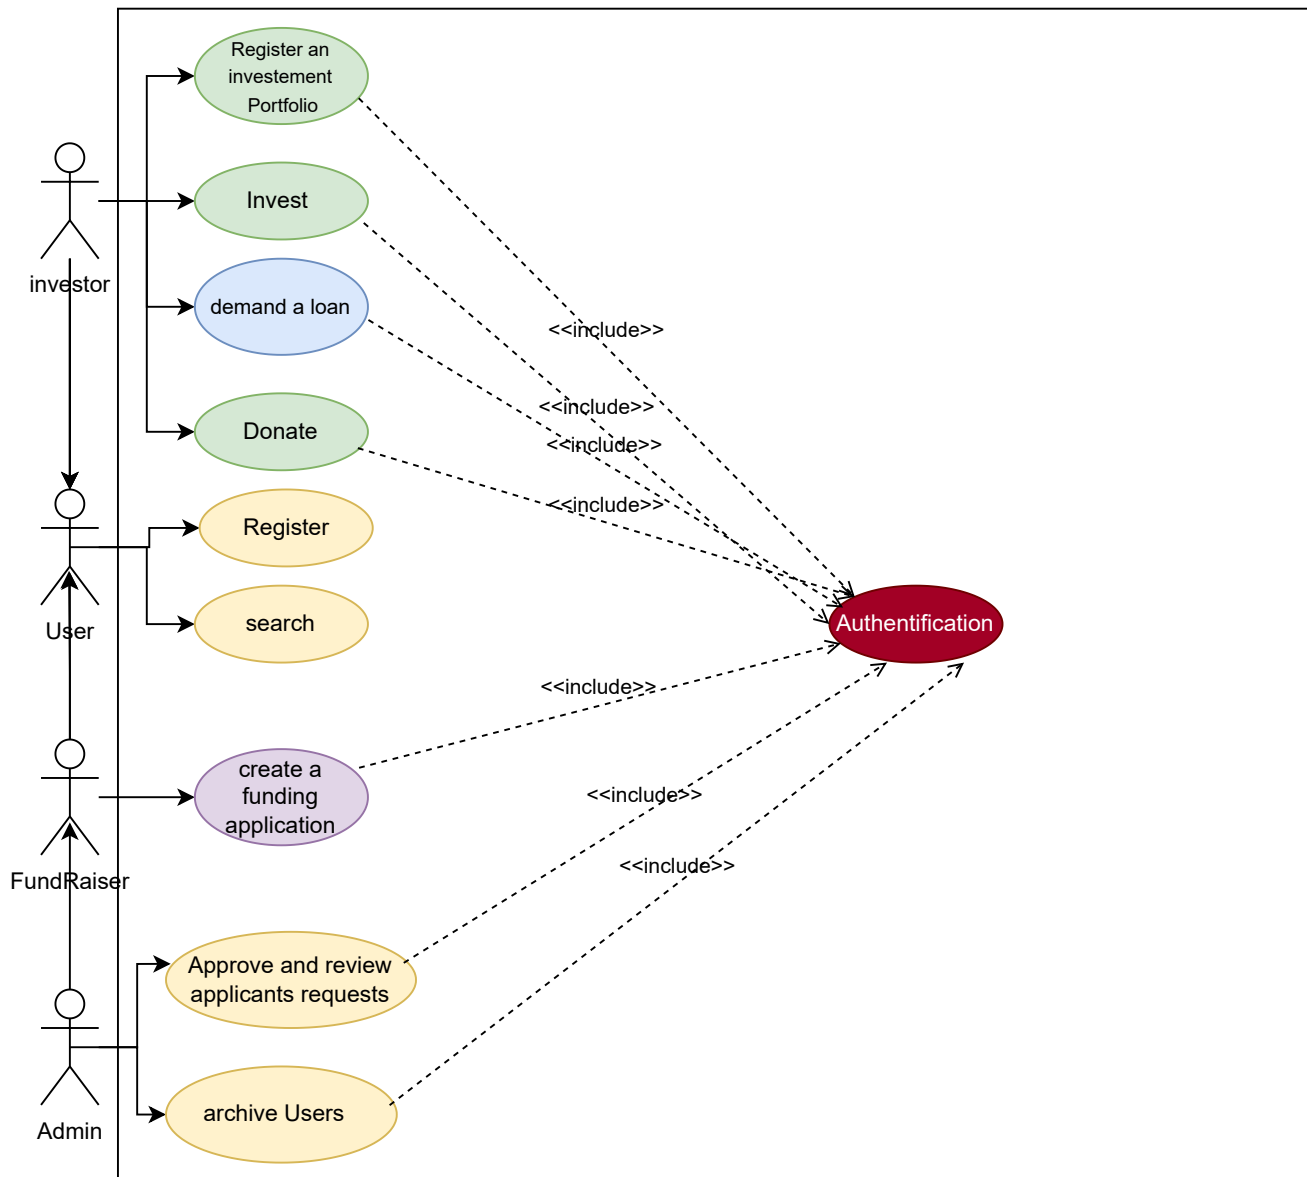 Register an
investement
Portfolio
Invest
investor
demand a loan
<<include>>
<<include>>
Donate
<<include>>
<<include>>
Register
User
search
Authentification
<<include>>
create a
funding
application
<<include>>
<<include>>
FundRaiser
Approve and review
applicants requests
archive Users
Admin